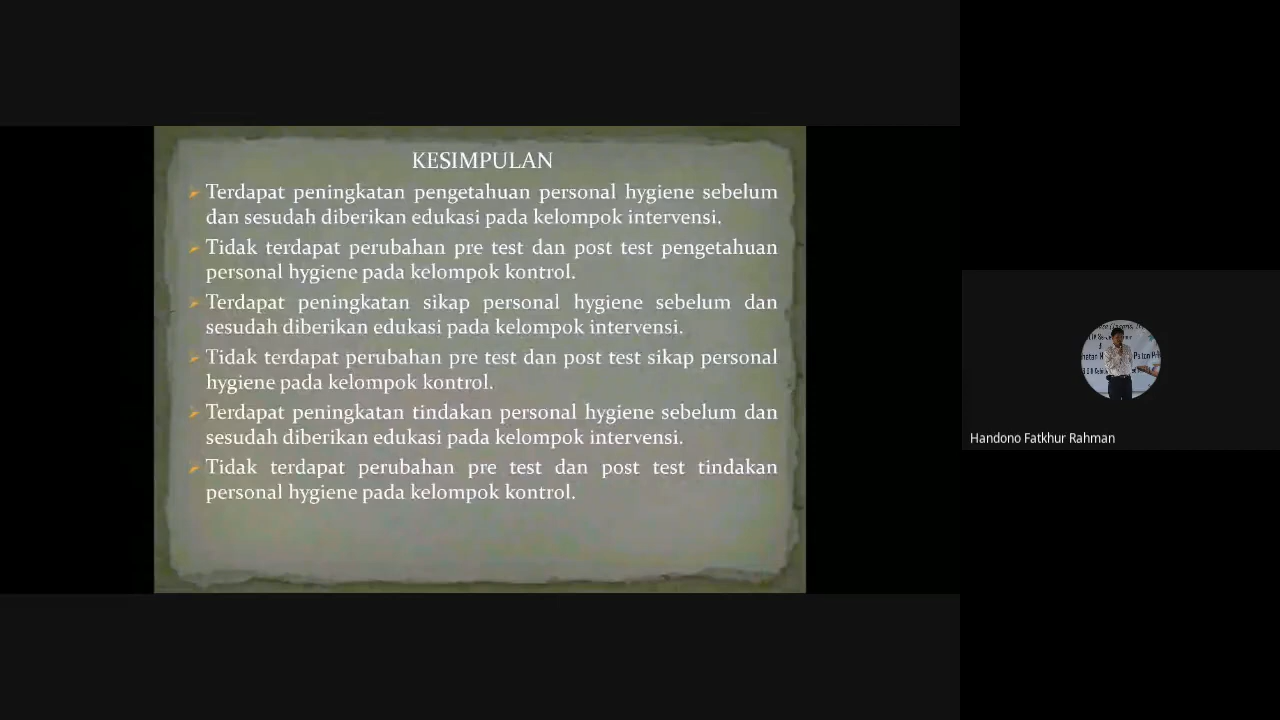 KESIMPULAN
Terdapat peningkatan pengetahuan personal hygiene sebelum
dan sesudah diberikan edukasi pada kelompok intervensi.
Tidak terdapat perubahan pre test dan post test pengetahuan
personal hygiene pada kelompok kontrol.
Terdapat peningkatan sikap personal hygiene sebelum dan
sesudah diberikan edukasi pada kelompok intervensi.
Tidak terdapat perubahan pre test dan post test sikap personal
hygiene pada kelompok kontrol.
Terdapat peningkatan tindakan personal hygiene sebelum dan
sesudah diberikan edukasi pada kelompok intervensi.
Tidak terdapat perubahan pre test dan post test tindakan
personal hygiene pada kelompok kontrol.
Handono Fatkhur Rahman